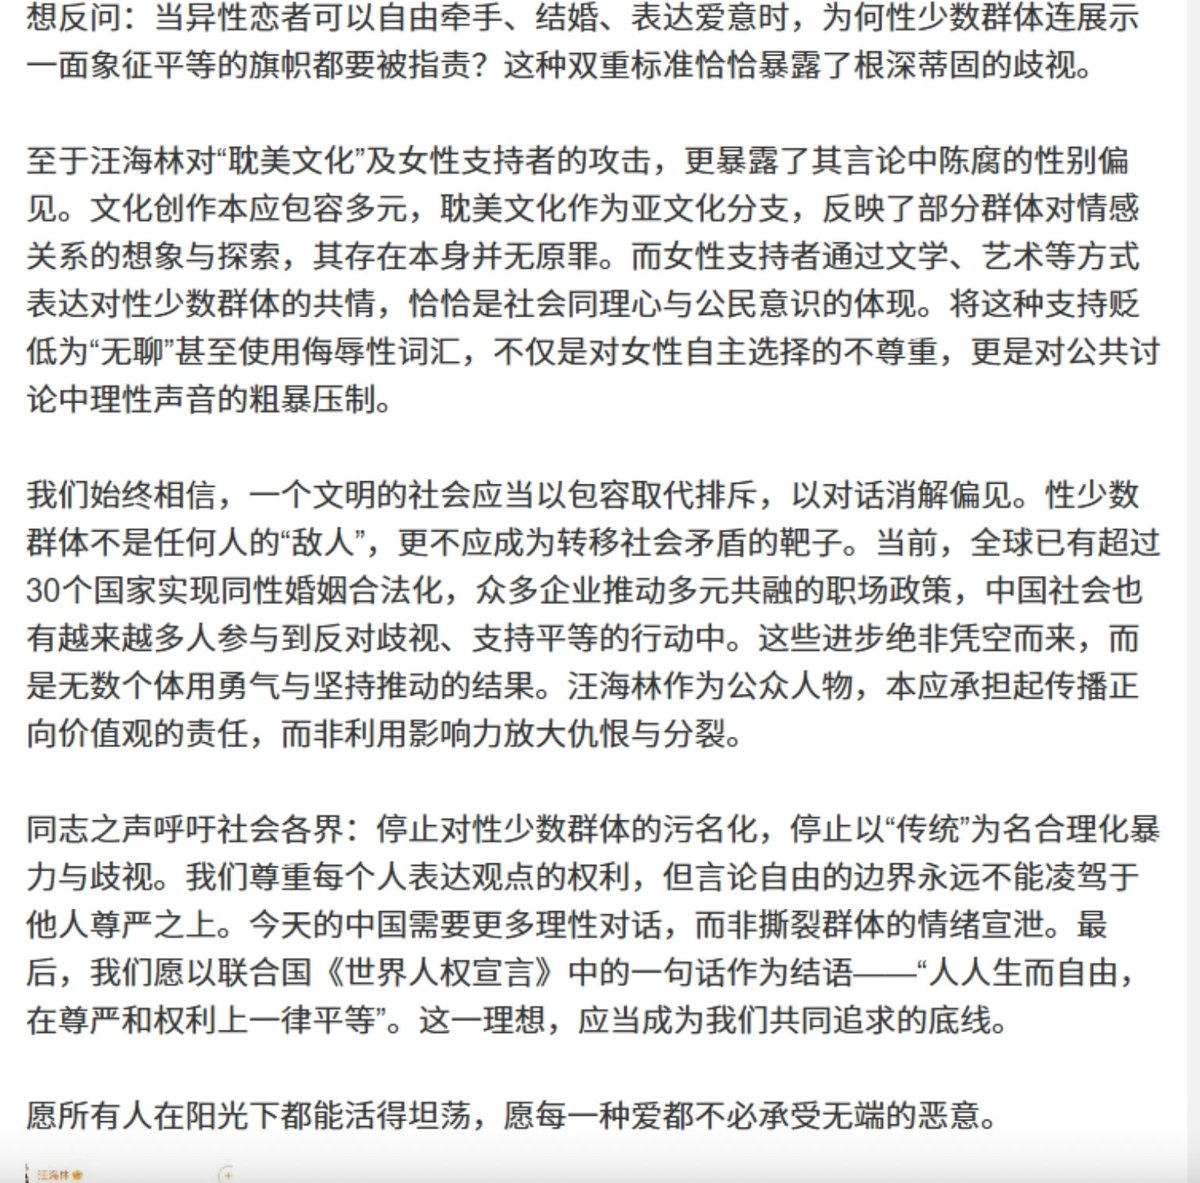 想反问：当异性恋者可以自由牵手、结婚、表达爱意时，为何性少数群体连展示
一面象征平等的旗帜都要被指责？这种双重标准恰恰暴露了根深蒂固的歧视。
至于汪海林对“耽美文化”及女性支持者的攻击，更暴露了其言论中陈腐的性别偏
见。文化创作本应包容多元，耽美文化作为亚文化分支，反映了部分群体对情感
关系的想象与探索，其存在本身并无原罪。而女性支持者通过文学、艺术等方式
表达对性少数群体的共情，恰恰是社会同理心与公民意识的体现。将这种支持贬
低为“无聊”甚至使用侮辱性词汇，不仅是对女性自主选择的不尊重，更是对公共讨
论中理性声音的粗暴压制。
我们始终相信，一个文明的社会应当以包容取代排斥，以对话消解偏见。性少数
群体不是任何人的“敌人”，更不应成为转移社会矛盾的靶子。当前，全球已有超过
30个国家实现同性婚姻合法化，众多企业推动多元共融的职场政策，中国社会也
有越来越多人参与到反对歧视、支持平等的行动中。这些进步绝非凭空而来，而
是无数个体用勇气与坚持推动的结果。汪海林作为公众人物，本应承担起传播正
向价值观的责任，而非利用影响力放大仇恨与分裂。
同志之声呼吁社会各界：停止对性少数群体的污名化，停止以“传统”为名合理化暴
力与歧视。我们尊重每个人表达观点的权利，但言论自由的边界永远不能凌驾于
他人尊严之上。今天的中国需要更多理性对话，而非撕裂群体的情绪宣泄。最
后，我们愿以联合国《世界人权宣言》中的一句话作为结语——“人人生而自由，
在尊严和权利上一律平等”。这一理想，应当成为我们共同追求的底线。
愿所有人在阳光下都能活得坦荡，愿每一种爱都不必承受无端的恶意。
汪海林